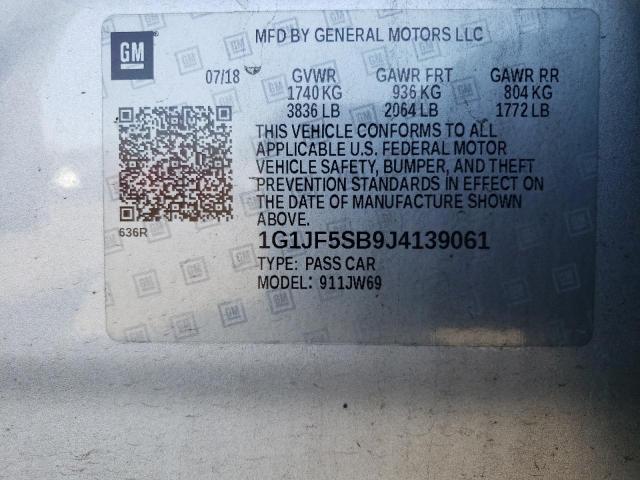 GM
MFD BY GENERAL MOTORS LLC
07/18 GVWR GAWR FRT GAWR RR
1740 KG 936 KG 804 KG
3836 LB 2064 LB 1772 LB
THIS VEHICLE CONFORMS TO ALL
APPLICABLE U.S. FEDERAL MOTOR
VEHICLE SAFETY, BUMPER, AND THEFT
PREVENTION STANDARDS IN EFFECT ON
THE DATE OF MANUFACTURE SHOWN
ABOVE.
636R
1G1JF5SB9J4139061
TYPE: PASS CAR
MODEL: 911JW69